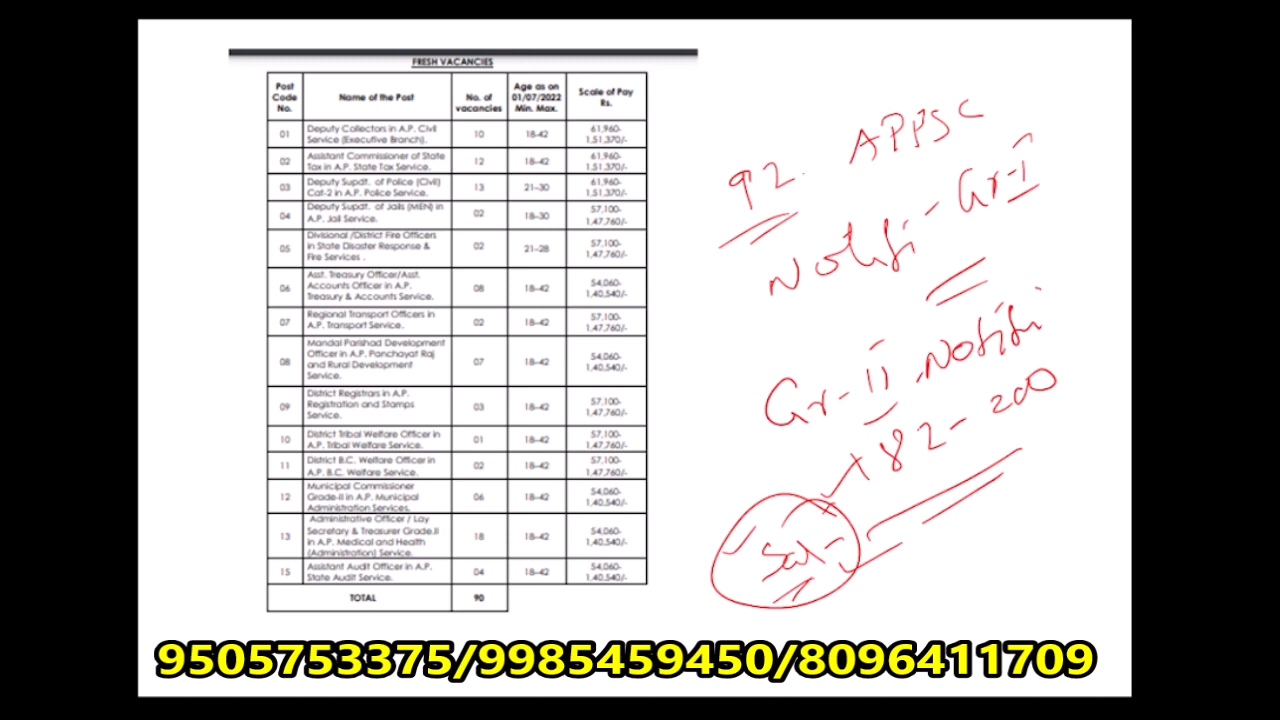 FRESH VACANCIES
Post Code No. Name of the Post No. of vacancies Age as on 01/07/2022 Min. Max. Scale of Pay Rs.
01 Deputy Collectors in A.P. Civil Service (Executive Branch). 10 18-42 61,960-1,51,370/-
02 Assistant Commissioner of State Tax in A.P. State Tax Service. 12 18-42 61,960-1,51,370/-
03 Deputy Supdt. of Police (Civil) Cat-2 in A.P. Police Service. 13 21-30 61,960-1,51,370/-
04 Deputy Supdt. of Jails (MEN) in A.P. Jail Service. 02 18-30 57,100-1,47,760/-
05 Divisional /District Fire Officers in State Disaster Response & Fire Services . 02 21-28 57,100-1,47,760/-
06 Asst. Treasury Officer/Asst. Accounts Officer in A.P. Treasury & Accounts Service. 08 18-42 54,060-1,40,540/-
07 Regional Transport Officers in A.P. Transport Service. 02 18-42 57,100-1,47,760/-
08 Mandal Parishad Development Officer in A.P. Panchayat Raj and Rural Development Service. 07 18-42 54,060-1,40,540/-
09 District Registrars in A.P. Registration and Stamps Service. 03 18-42 57,100-1,47,760/-
10 District Tribal Welfare Officer in A.P. Tribal Welfare Service. 01 18-42 57,100-1,47,760/-
11 District B.C. Welfare Officer in A.P. B.C. Welfare Service. 02 18-42 57,100-1,47,760/-
12 Municipal Commissioner Grade-II in A.P. Municipal Administration Services. 06 18-42 54,060-1,40,540/-
13 Administrative Officer / Lay Secretary & Treasurer Grade.II in A.P. Medical and Health (Administration) Service. 18 18-42 54,060-1,40,540/-
15 Assistant Audit Officer in A.P. State Audit Service. 04 18-42 54,060-1,40,540/-
TOTAL 90
92. APPSC
Notifi - Gr-I
Gr-II Notifi
182-200
9505753375/9985459450/8096411709